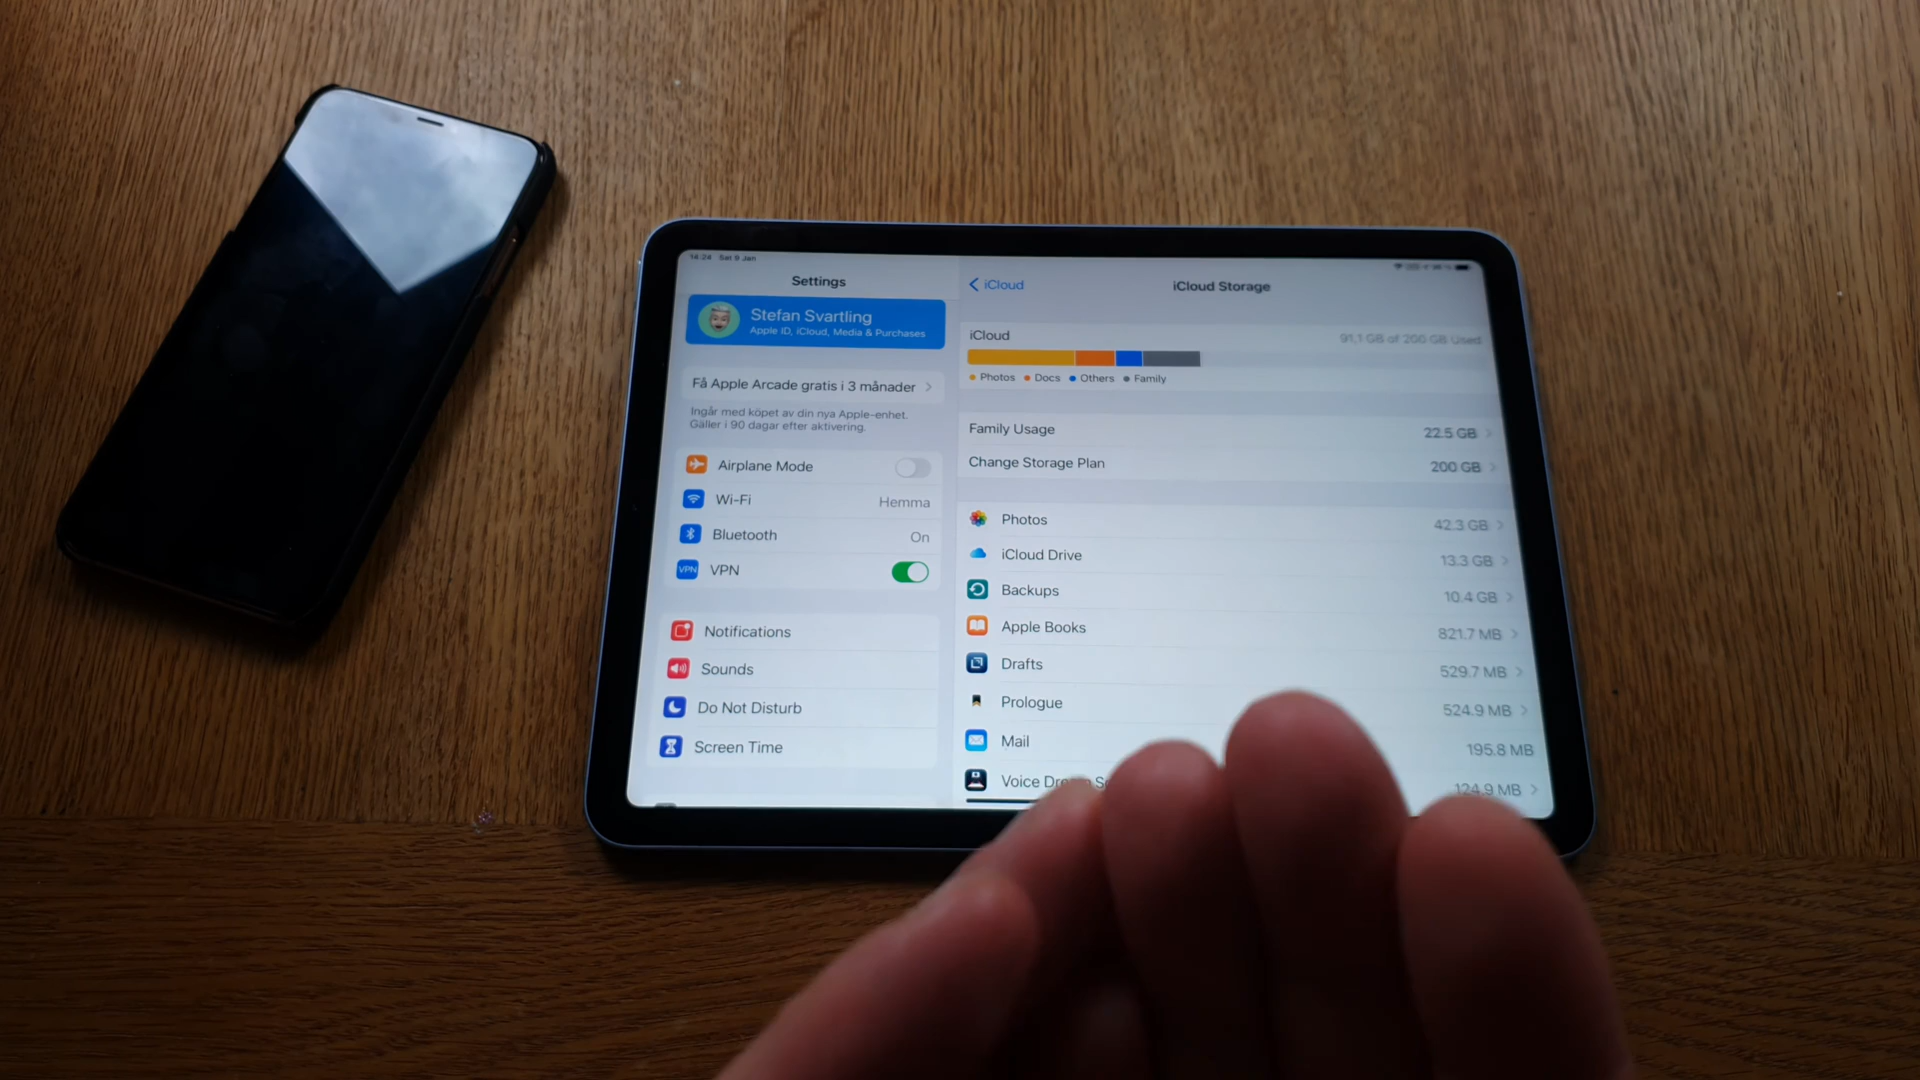 14:24 Sat 9 Jan
Settings
Stefan Svartling
Apple ID, iCloud, Media & Purchases
Få Apple Arcade gratis i 3 månader
Ingår med köpet av din nya Apple-enhet.
Gäller i 90 dagar efter aktivering.
Airplane Mode
Wi-Fi Hemma
Bluetooth On
VPN VPN
Notifications
Sounds
Do Not Disturb
Screen Time
iCloud
iCloud Storage
iCloud 91.1 GB of 200 GB Used
Photos Docs Others Family
Family Usage 22.5 GB
Change Storage Plan 200 GB
Photos 42.3 GB
iCloud Drive 13.3 GB
Backups 10.4 GB
Apple Books 821.7 MB
Drafts 529.7 MB
Prologue 524.9 MB
Mail 195.8 MB
Voice 124.9 MB